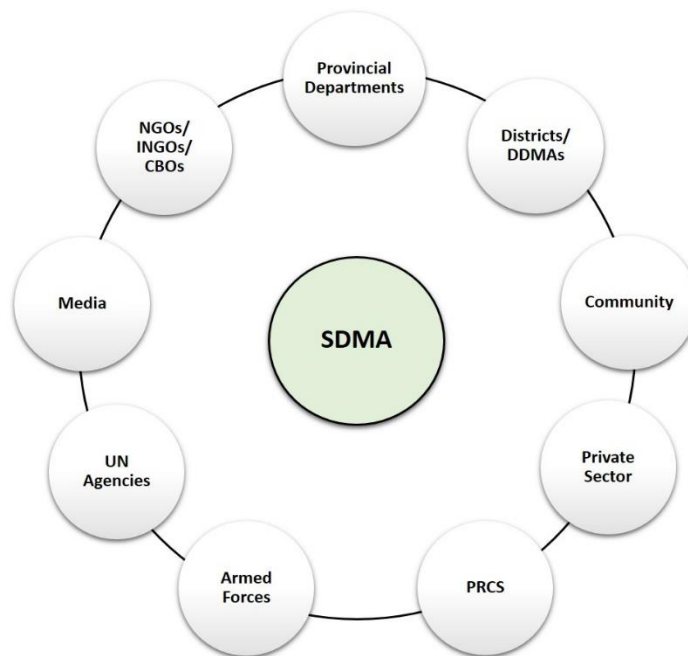 Provincial
Departments
NGOs/
INGOs/
CBOs
Districts/
DDMAs
Media
Community
SDMA
UN
Agencies
Private
Sector
Armed
Forces
PRCS